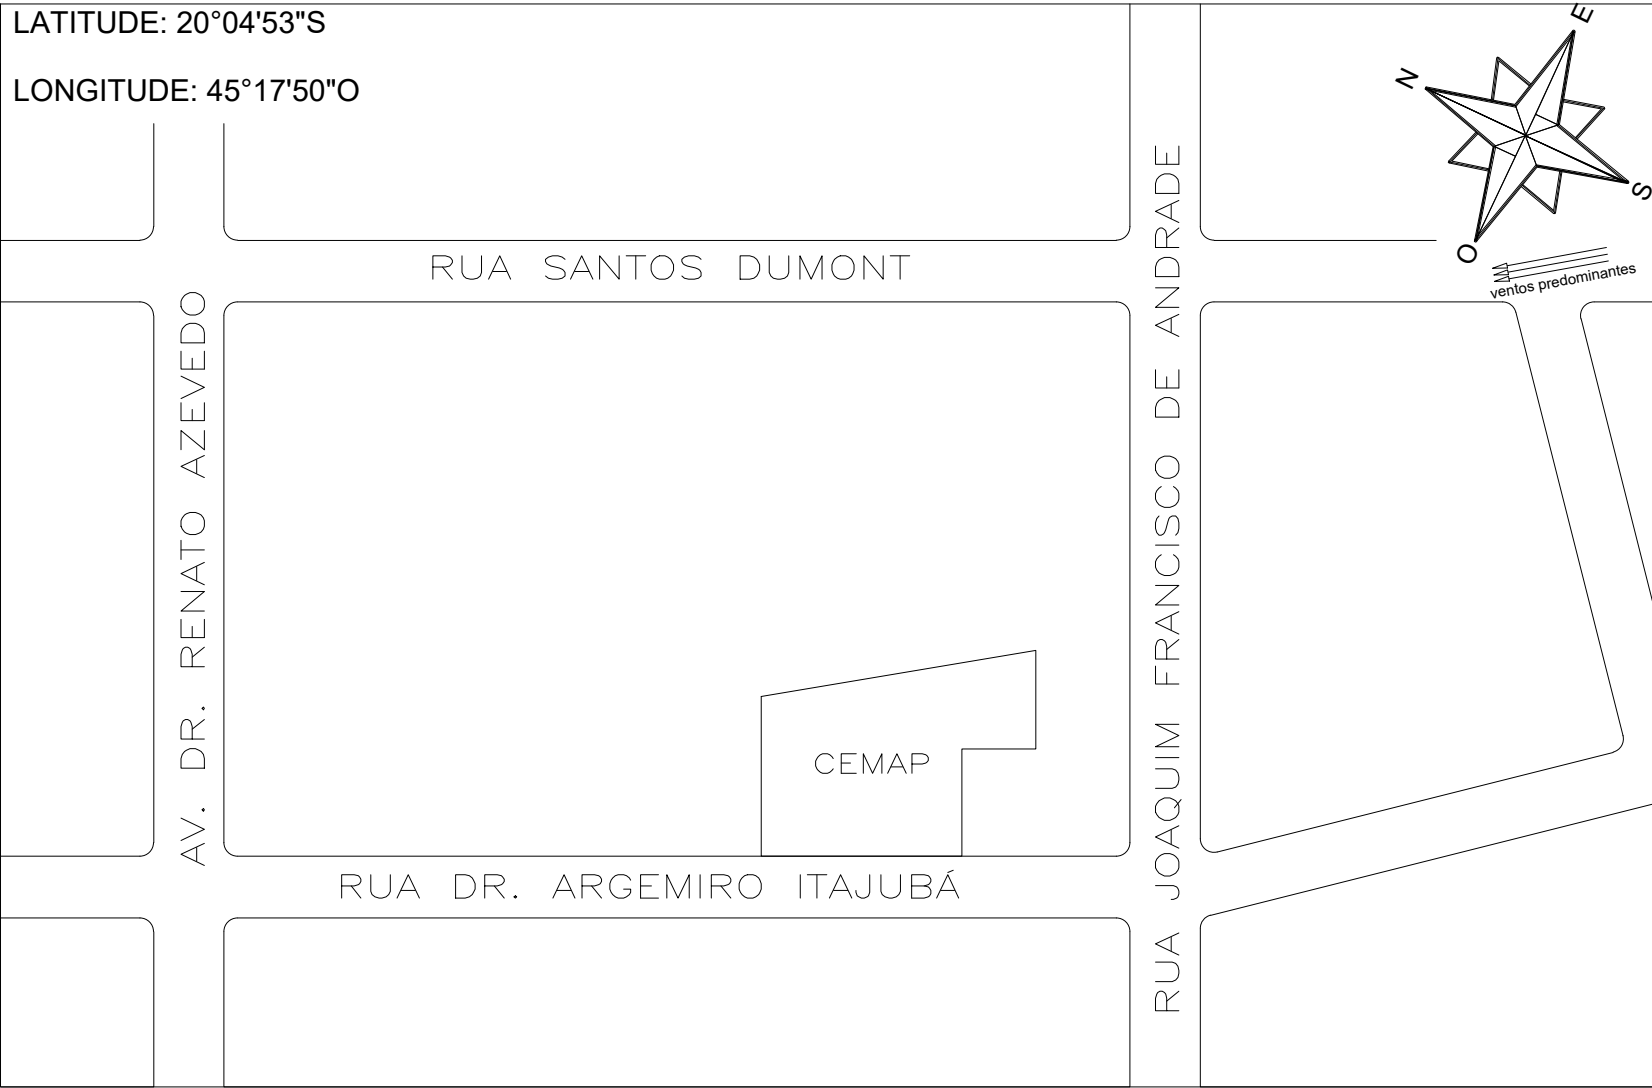 LATITUDE: 20°04'53"S
LONGITUDE: 45°17'50"O
E
N
S
O
ventos predominantes
RUA SANTOS DUMONT
AV. DR. RENATO AZEVEDO
RUA JOAQUIM FRANCISCO DE ANDRADE
CEMAP
RUA DR. ARGEMIRO ITAJUBÁ